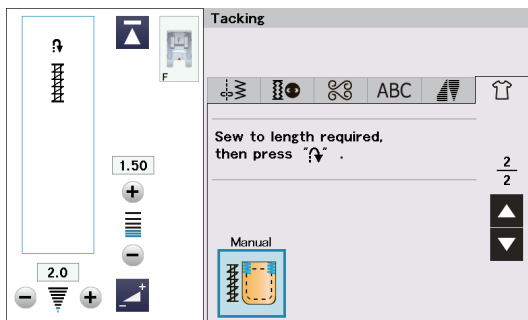 Tacking
F
ABC
Sew to length required,
then press "↷" .
1.50
2
2
Manual
2.0